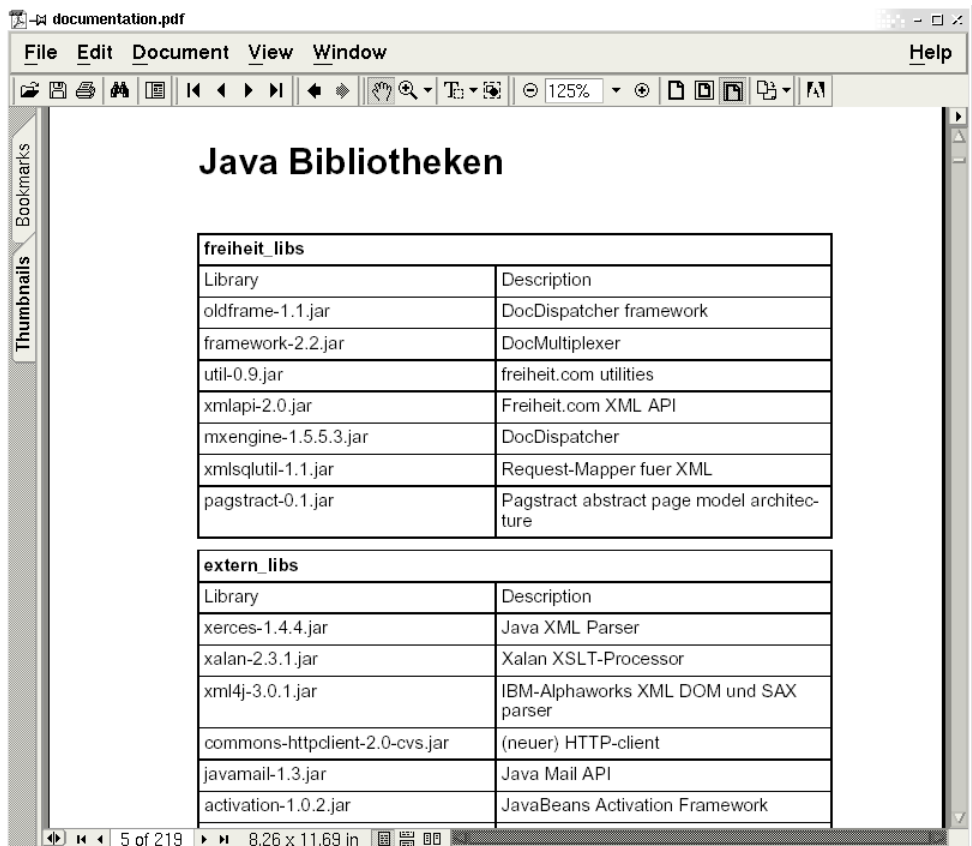 documentation.pdf
File Edit Document View Window Help
125%
Bookmarks
Thumbnails
Java Bibliotheken
freiheit_libs
Library Description
oldframe-1.1.jar DocDispatcher framework
framework-2.2.jar DocMultiplexer
util-0.9.jar freiheit.com utilities
xmlapi-2.0.jar Freiheit.com XML API
mxengine-1.5.5.3.jar DocDispatcher
xmlsqlutil-1.1.jar Request-Mapper fuer XML
pagstract-0.1.jar Pagstract abstract page model architec-
ture
extern_libs
Library Description
xerces-1.4.4.jar Java XML Parser
xalan-2.3.1.jar Xalan XSLT-Processor
xml4j-3.0.1.jar IBM-Alphaworks XML DOM und SAX
parser
commons-httpclient-2.0-cvs.jar (neuer) HTTP-client
javamail-1.3.jar Java Mail API
activation-1.0.2.jar JavaBeans Activation Framework
5 of 219 8.26 x 11.69 in